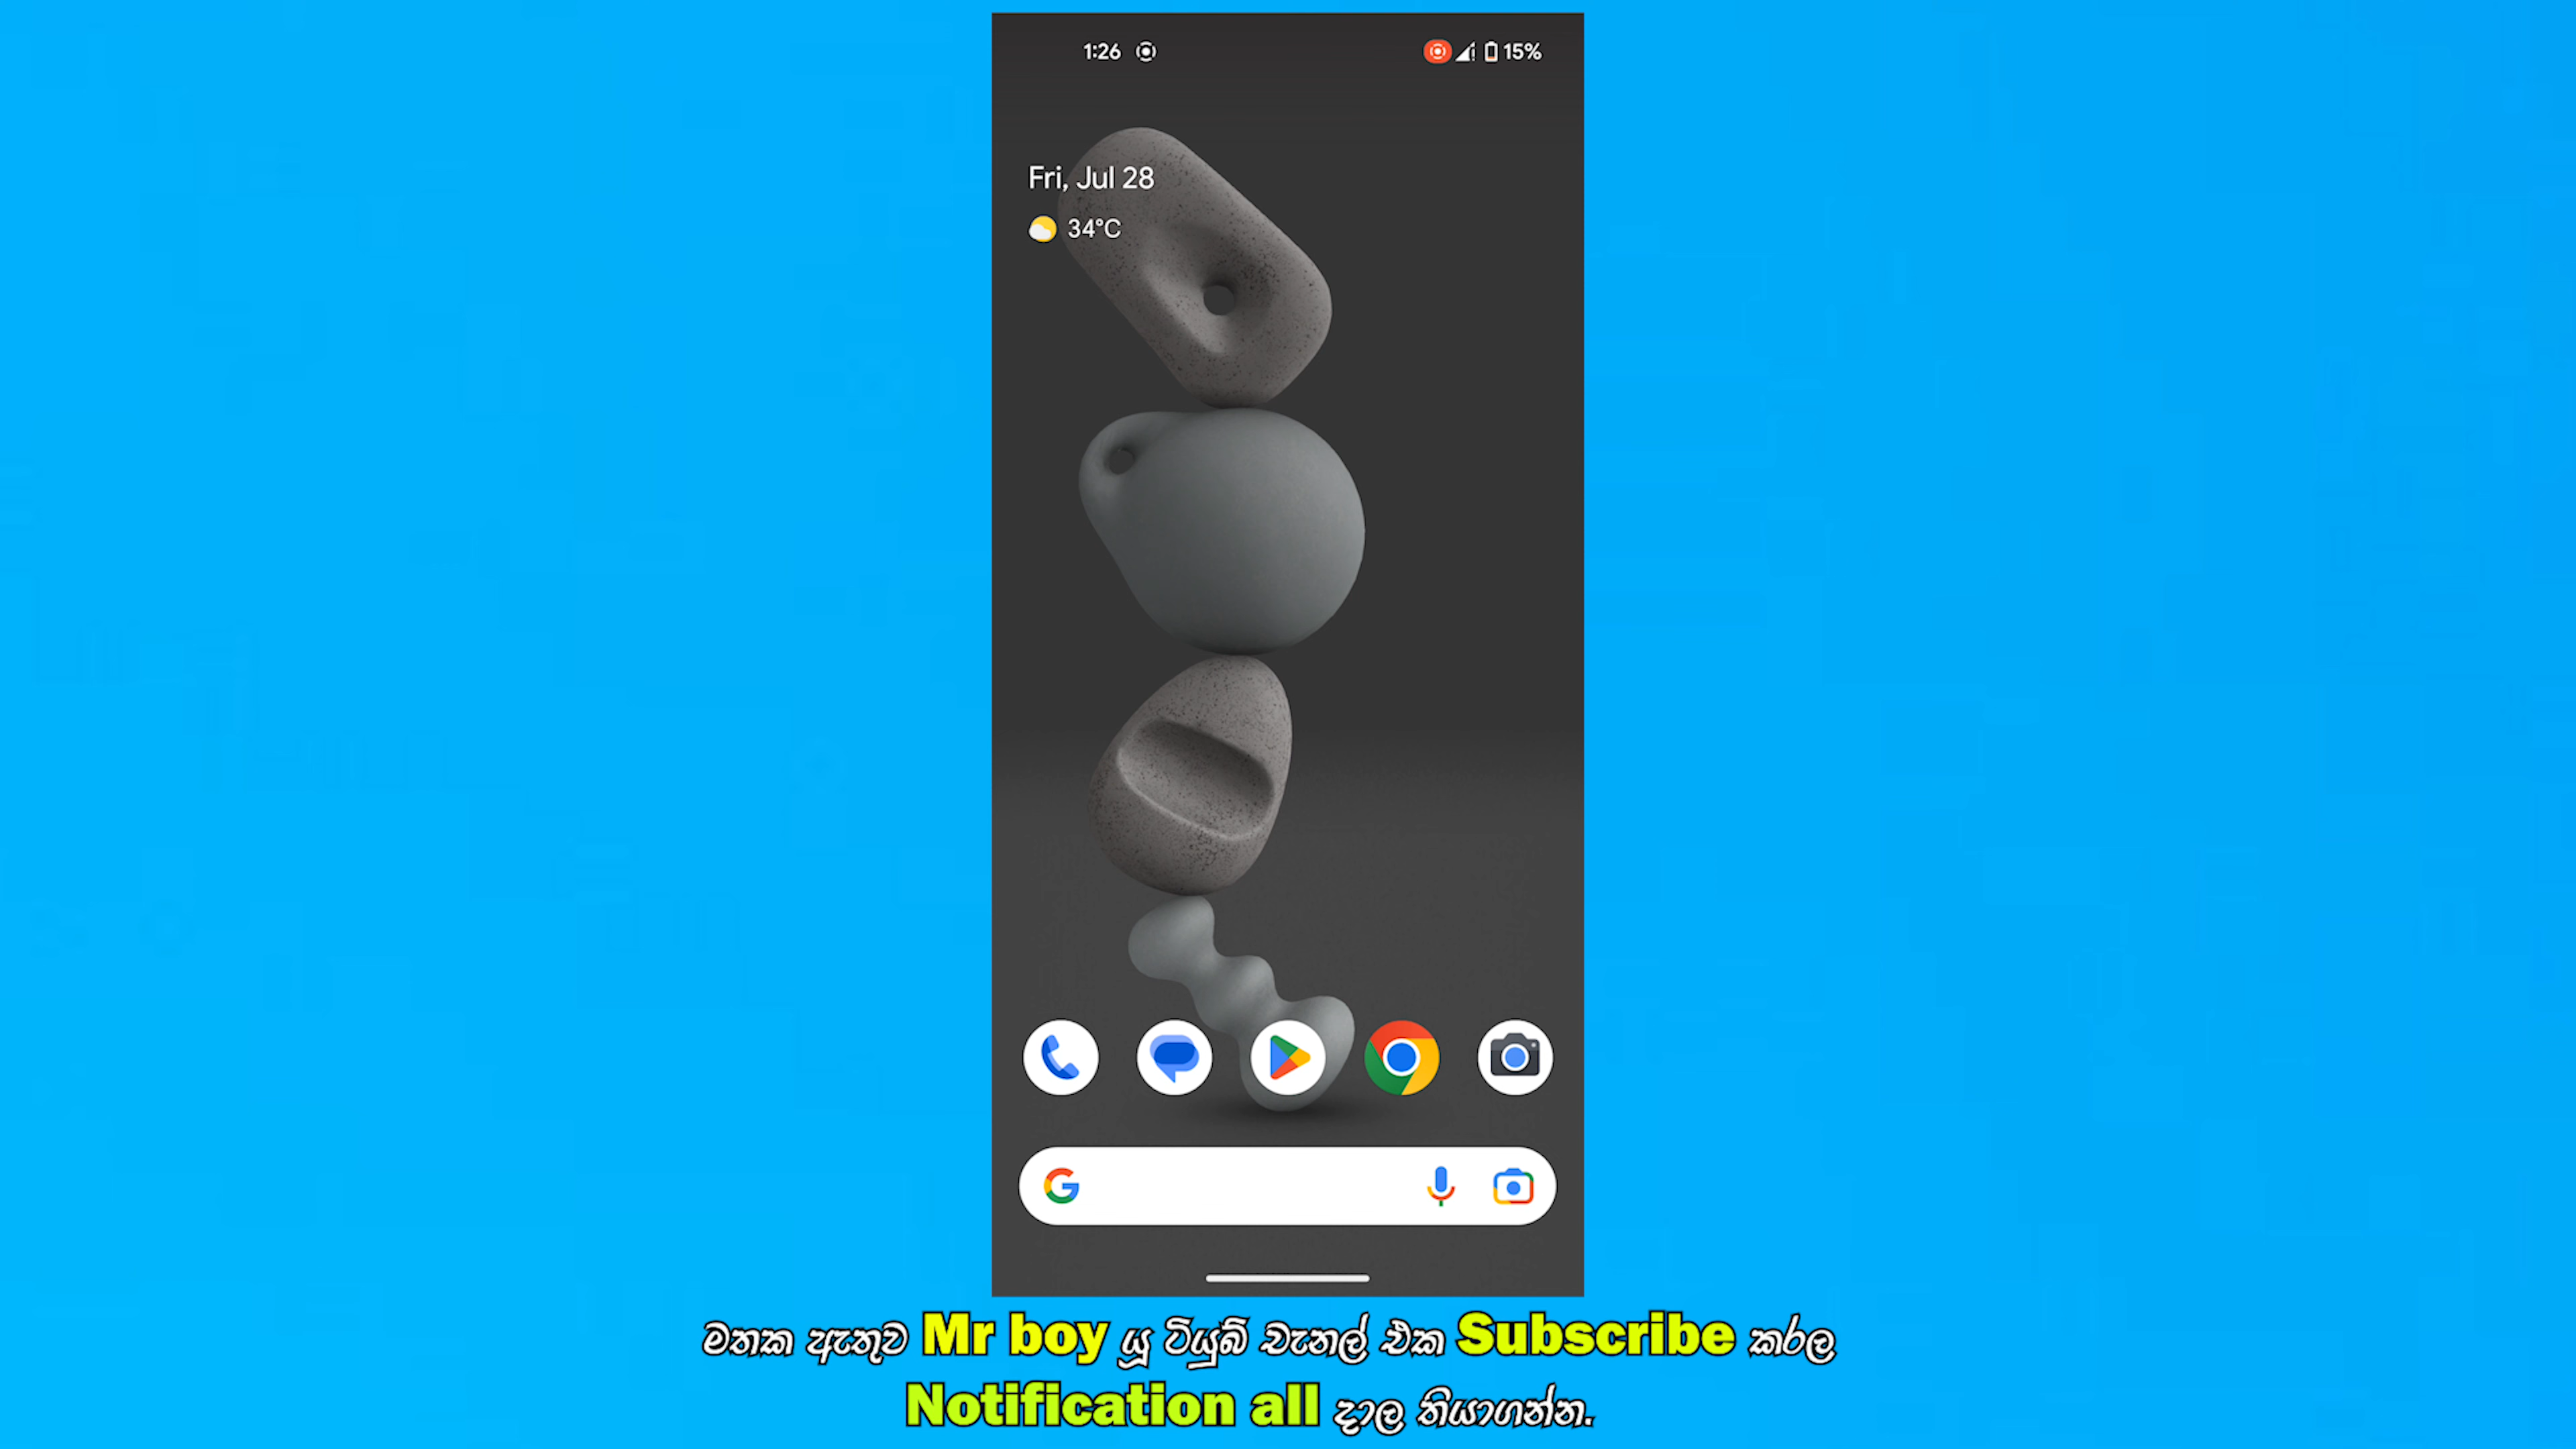 1:26
15%
Fri, Jul 28
34°C
මතක ඇතුව Mr boy යූ ටියුබ් චැනල් එක Subscribe කරල
Notification all දාල තියාගන්න.